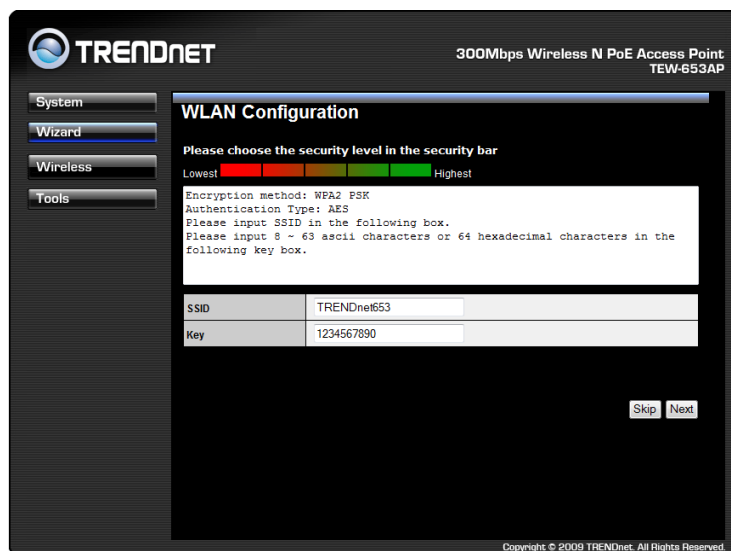 TRENDNET
300Mbps Wireless N PoE Access Point
TEW-653AP
System
Wizard
Wireless
Tools
WLAN Configuration
Please choose the security level in the security bar
Lowest Highest
Encryption method: WPA2 PSK
Authentication Type: AES
Please input SSID in the following box.
Please input 8 ~ 63 ascii characters or 64 hexadecimal characters in the
following key box.
SSID TRENDnet653
Key 1234567890
Skip Next
Copyright © 2009 TRENDnet. All Rights Reserved.